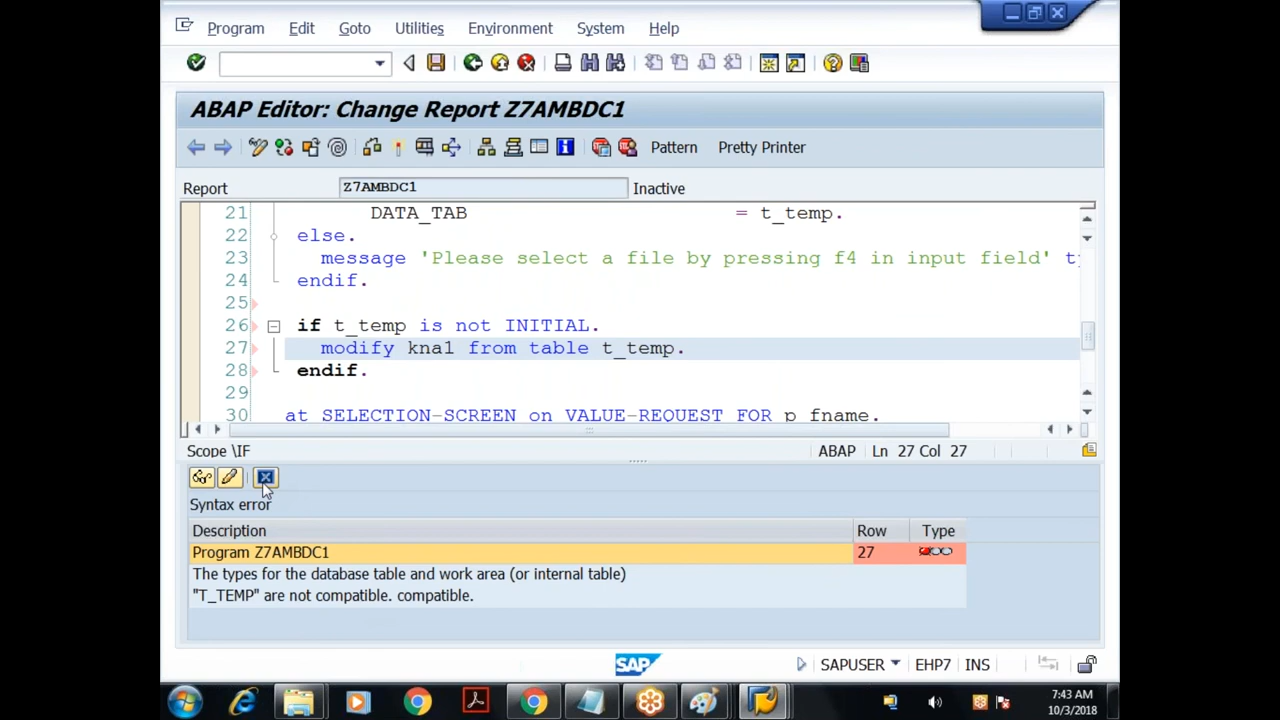 Program Edit Goto Utilities Environment System Help
ABAP Editor: Change Report Z7AMBDC1
Pattern Pretty Printer
Report Z7AMBDC1 Inactive
21 DATA_TAB = t_temp.
22 else.
23 message 'Please select a file by pressing f4 in input field' ty
24 endif.
25
26 if t_temp is not INITIAL.
27 modify kna1 from table t_temp.
28 endif.
29
30 at SELECTION-SCREEN on VALUE-REQUEST FOR p_fname.
Scope \IF ABAP Ln 27 Col 27
Syntax error
Description Row Type
Program Z7AMBDC1 27
The types for the database table and work area (or internal table)
"T_TEMP" are not compatible. compatible.
SAP SAPUSER EHP7 INS
7:43 AM
10/3/2018